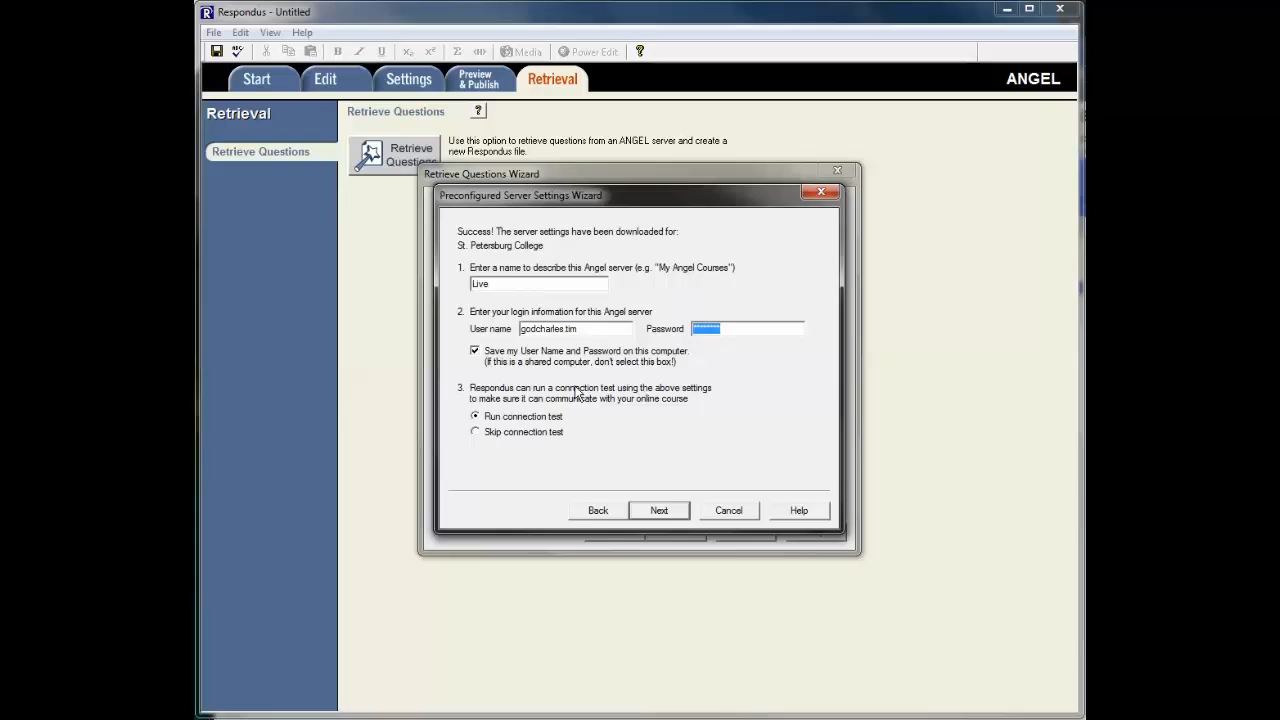 Respondus - Untitled
File Edit View Help
Media Power Edit
Start Edit Settings Preview & Publish Retrieval ANGEL
Retrieval
Retrieve Questions
Retrieve Questions
Retrieve Questions
Use this option to retrieve questions from an ANGEL server and create a
new Respondus file.
Retrieve Questions Wizard
Preconfigured Server Settings Wizard
Success! The server settings have been downloaded for:
St. Petersburg College
1. Enter a name to describe this Angel server (e.g. "My Angel Courses")
Live
2. Enter your login information for this Angel server
User name godcharles.tim Password ********
Save my User Name and Password on this computer.
(If this is a shared computer, don't select this box!)
3. Respondus can run a connection test using the above settings
to make sure it can communicate with your online course
Run connection test
Skip connection test
Back Next Cancel Help